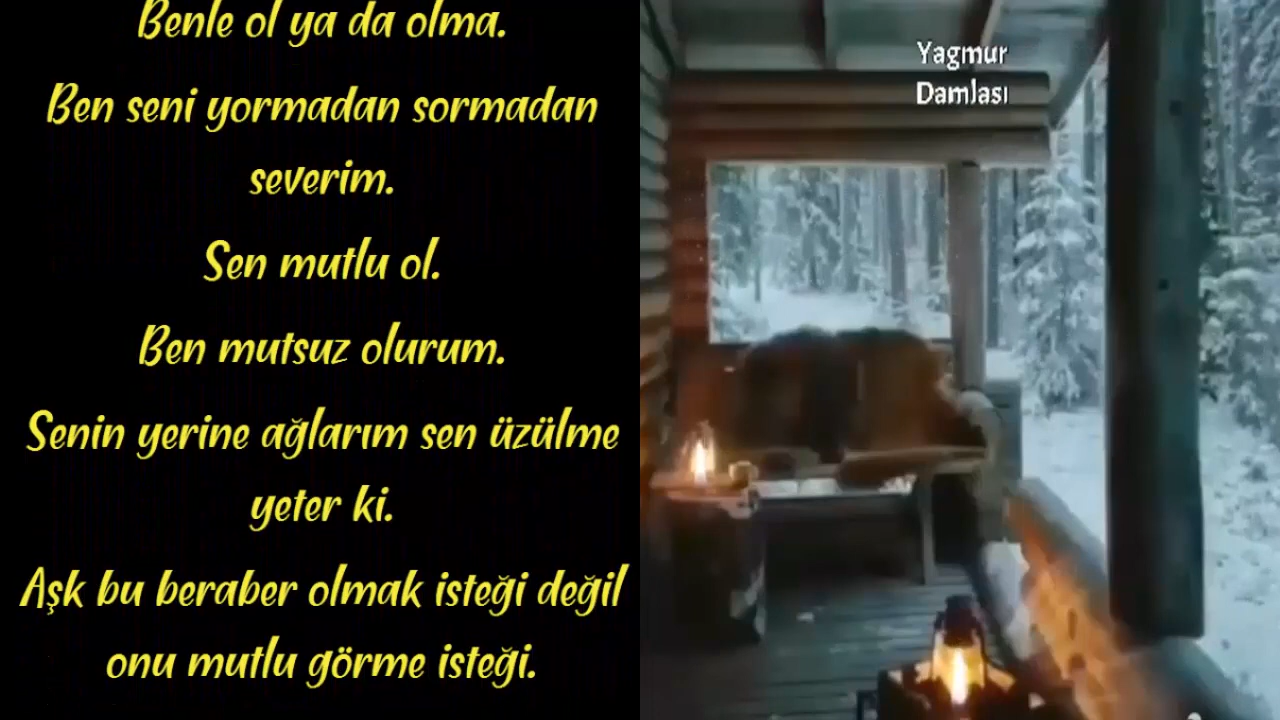 Benle ol ya da olma.
Ben seni yormadan sormadan
severim.
Sen mutlu ol.
Ben mutsuz olurum.
Senin yerine ağlarım sen üzülme
yeter ki.
Aşk bu beraber olmak isteği değil
onu mutlu görme isteği.
Yagmur
Damlası